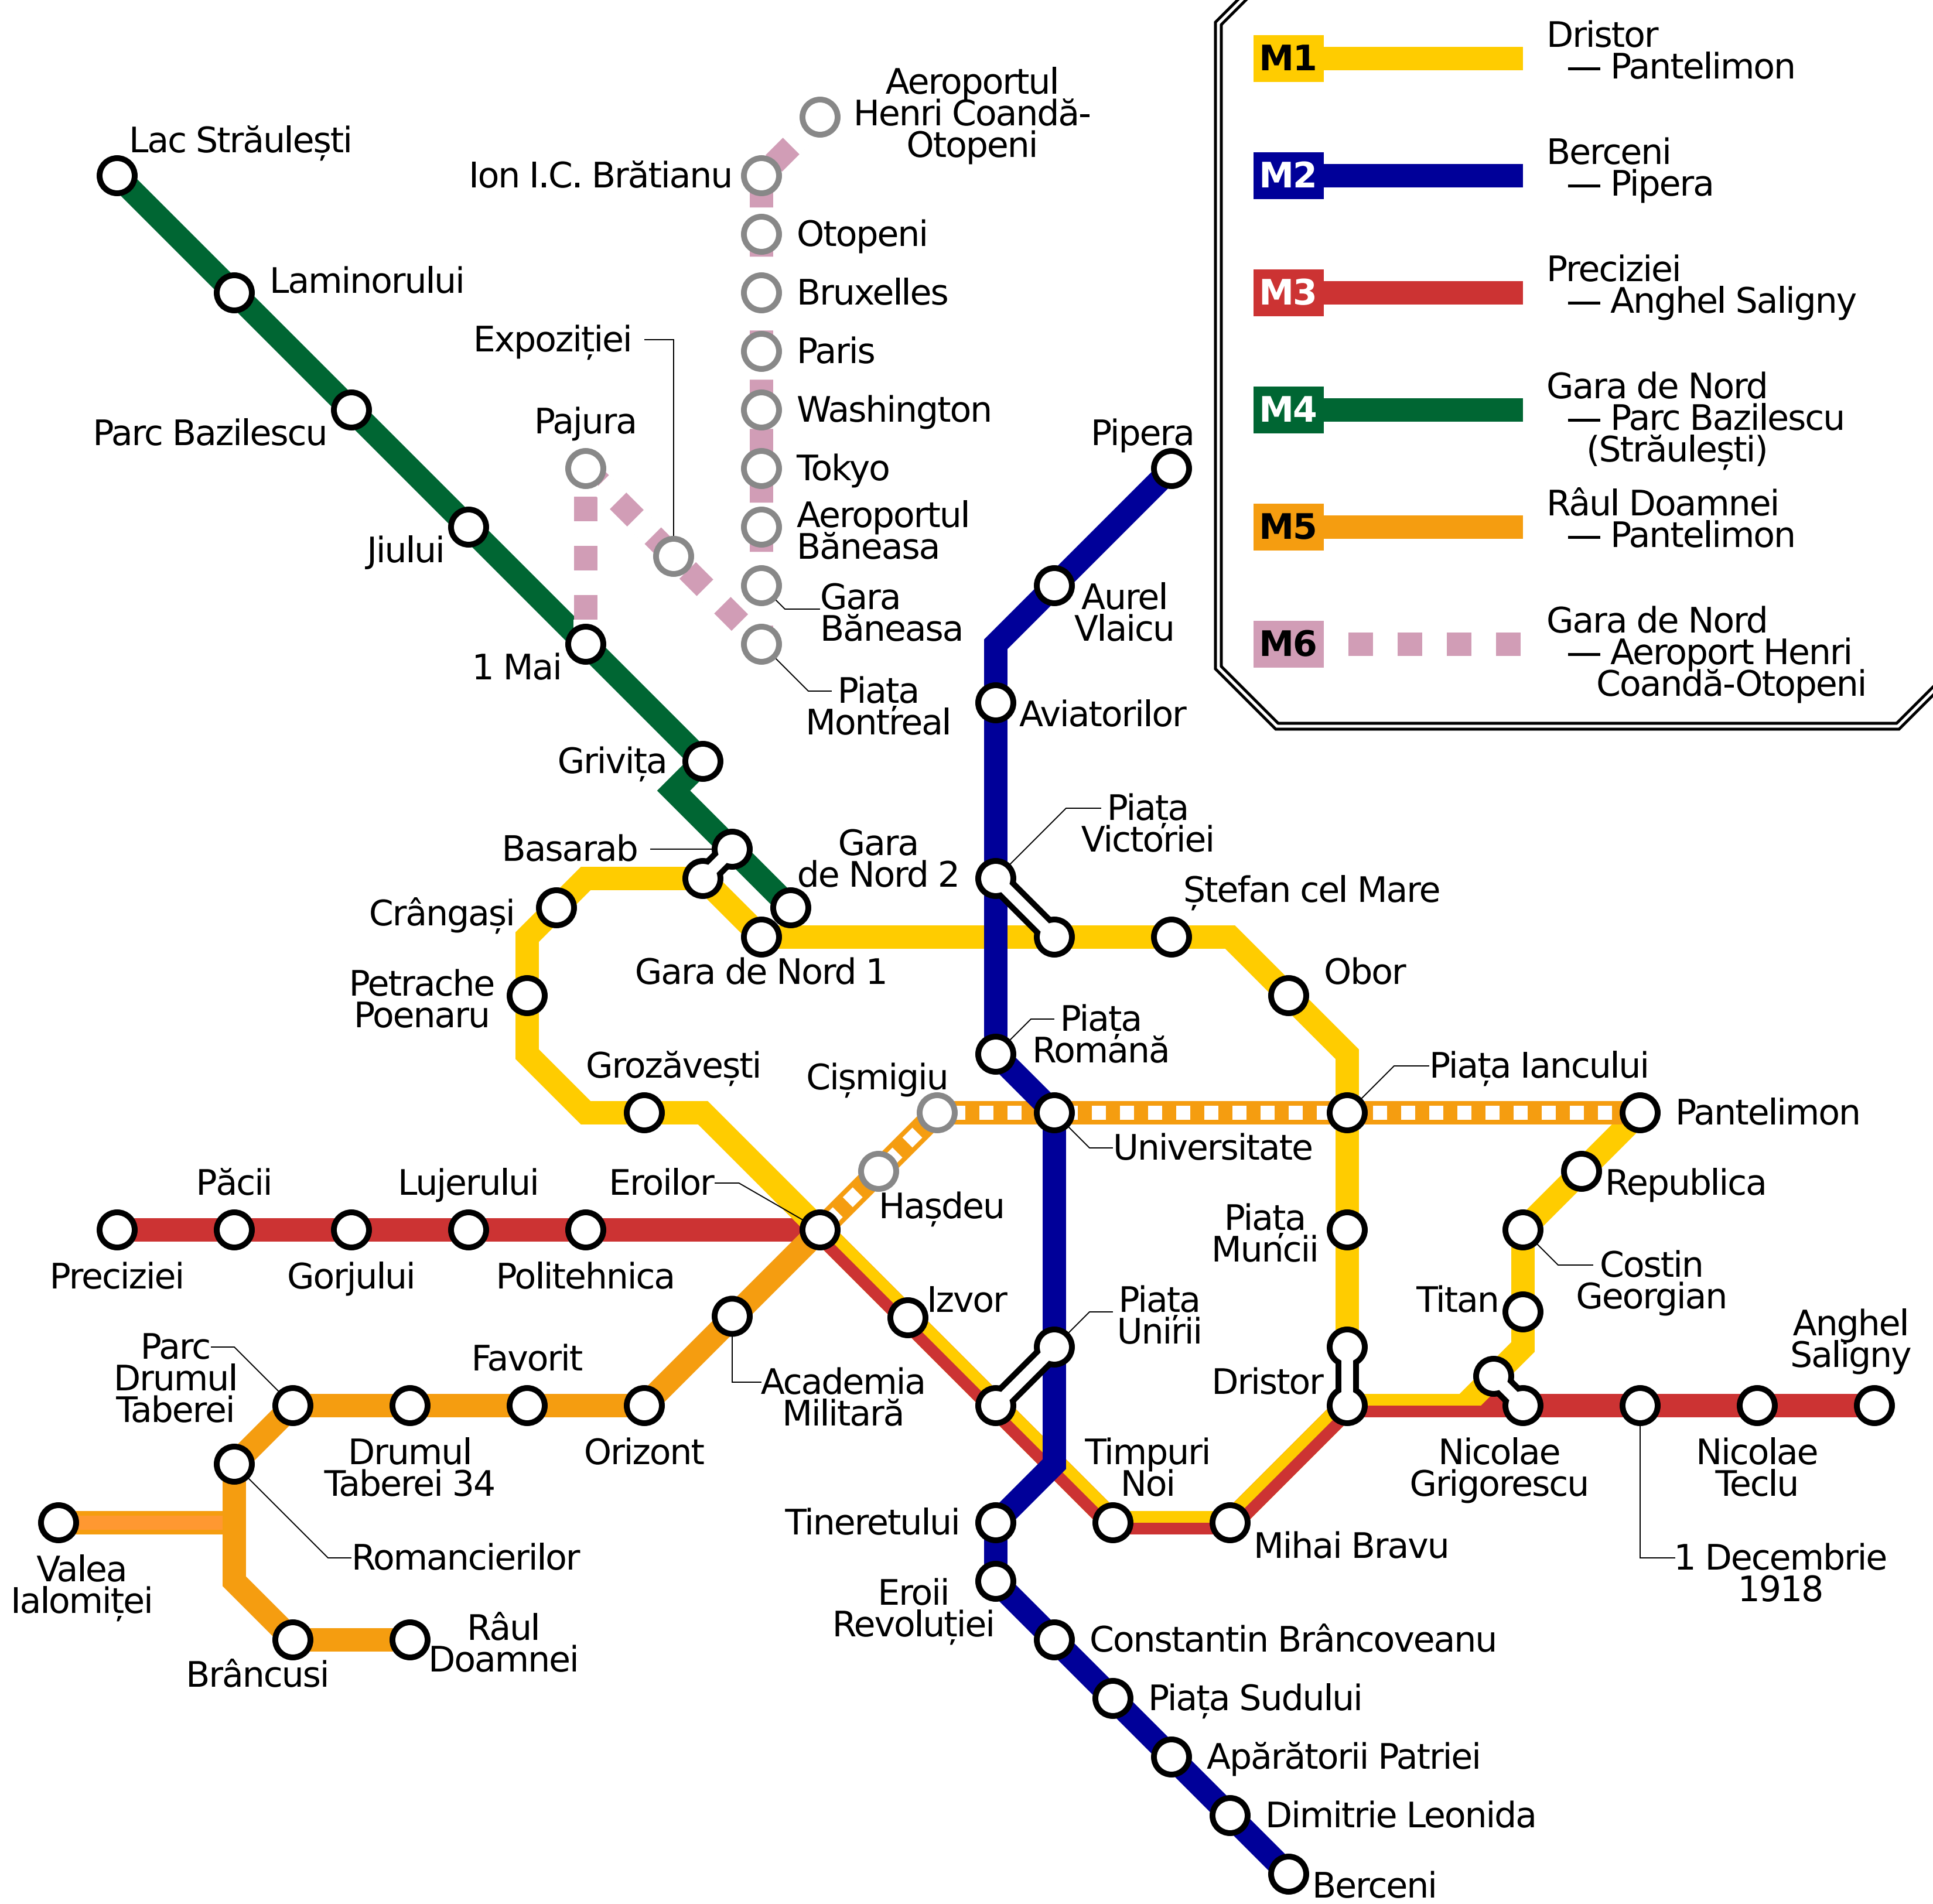 M1
Dristor
— Pantelimon
M2
Berceni
— Pipera
M3
Preciziei
— Anghel Saligny
M4
Gara de Nord
— Parc Bazilescu
(Străulești)
M5
Râul Doamnei
— Pantelimon
M6
Gara de Nord
— Aeroport Henri
Coandă-Otopeni
Aeroportul
Henri Coandă-
Otopeni
Lac Străulești
Ion I.C. Brătianu
Otopeni
Laminorului
Bruxelles
Expoziției
Paris
Washington
Pajura
Parc Bazilescu
Pipera
Tokyo
Aeroportul
Băneasa
Jiului
Gara
Băneasa
Aurel
Vlaicu
1 Mai
Piața
Montreal
Aviatorilor
Grivița
Piața
Victoriei
Basarab
Gara
de Nord 2
Ștefan cel Mare
Crângași
Gara de Nord 1
Obor
Petrache
Poenaru
Piața
Română
Grozăvești
Cișmigiu
Piața Iancului
Pantelimon
Universitate
Păcii
Lujerului
Eroilor
Hașdeu
Republica
Piața
Muncii
Preciziei
Gorjului
Politehnica
Costin
Georgian
Izvor
Piața
Unirii
Titan
Anghel
Saligny
Parc
Drumul
Taberei
Favorit
Academia
Militară
Dristor
Drumul
Taberei 34
Orizont
Timpuri
Noi
Nicolae
Grigorescu
Nicolae
Teclu
Tineretului
Mihai Bravu
Valea
Ialomiței
Romancierilor
1 Decembrie
1918
Eroii
Revoluției
Râul
Doamnei
Brâncusi
Constantin Brâncoveanu
Piața Sudului
Apărătorii Patriei
Dimitrie Leonida
Berceni